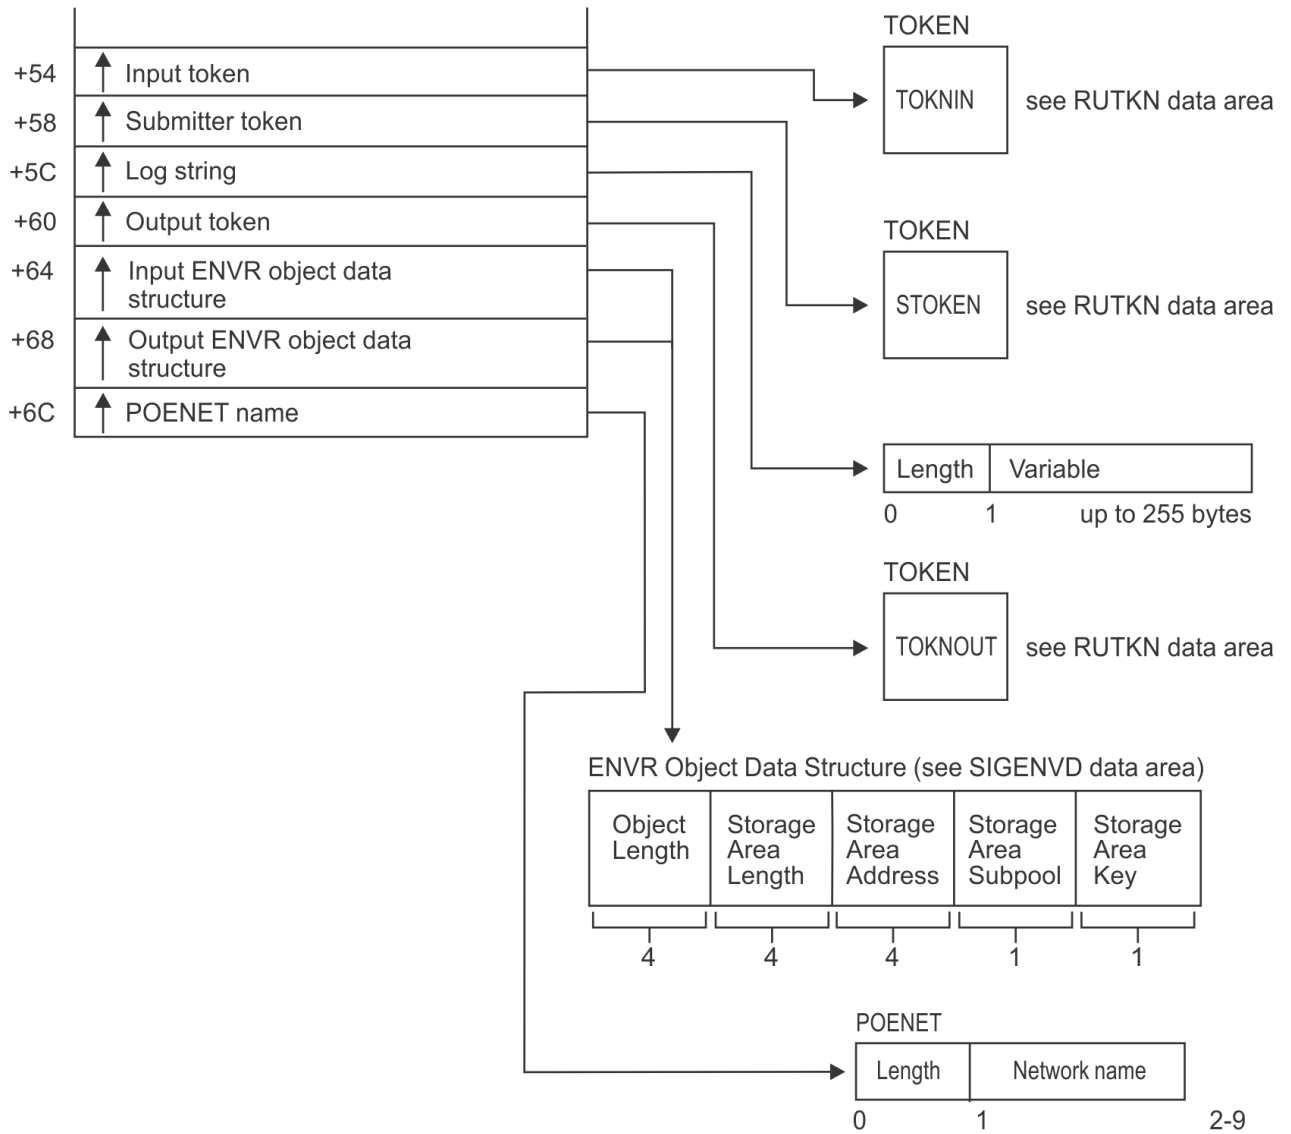 +54 Input token
+58 Submitter token
+5C Log string
+60 Output token
+64 Input ENVR object data
structure
+68 Output ENVR object data
structure
+6C POENET name
TOKEN
TOKNIN see RUTKN data area
TOKEN
STOKEN see RUTKN data area
Length Variable
0 1 up to 255 bytes
TOKEN
TOKNOUT see RUTKN data area
ENVR Object Data Structure (see SIGENVD data area)
Object Length
Storage Area Length
Storage Area Address
Storage Area Subpool
Storage Area Key
4 4 4 1 1
POENET
Length Network name
0 1 2-9